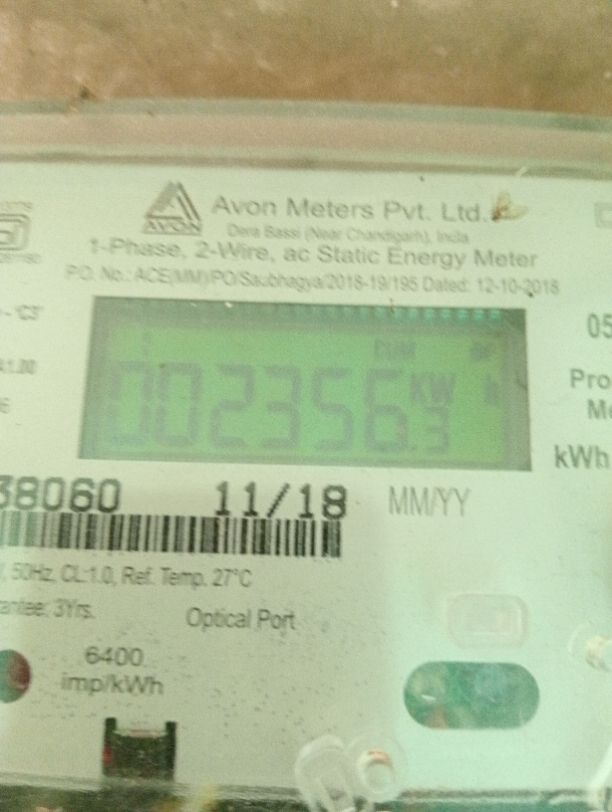 AVON
Avon Meters Pvt. Ltd.
Dera Bassi (Near Chandigarh), India
1-Phase, 2-Wire, ac Static Energy Meter
P.O. No.: ACE(MM)/PO/Saubhagya/2018-19/195 Dated: 12-10-2018
05
CUM
002356.3
KW h
Pro
Me
kWh
38060 11/18 MM/YY
, 50Hz, CL:1.0, Ref. Temp. 27°C
antee: 3Yrs.
Optical Port
6400
imp/kWh